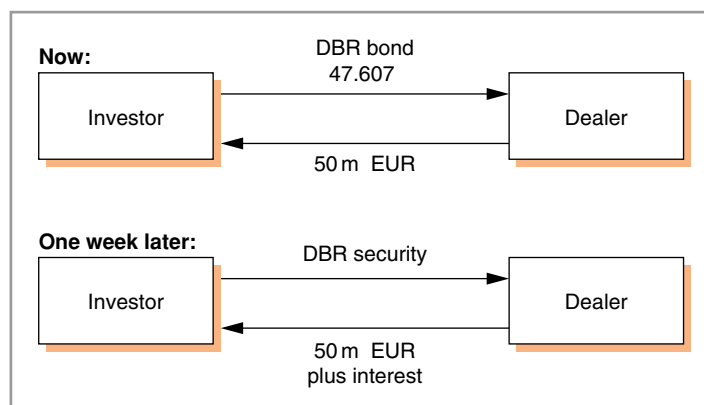 Now:
DBR bond
47.607
Investor
Dealer
50 m EUR
One week later:
DBR security
Investor
Dealer
50 m EUR
plus interest